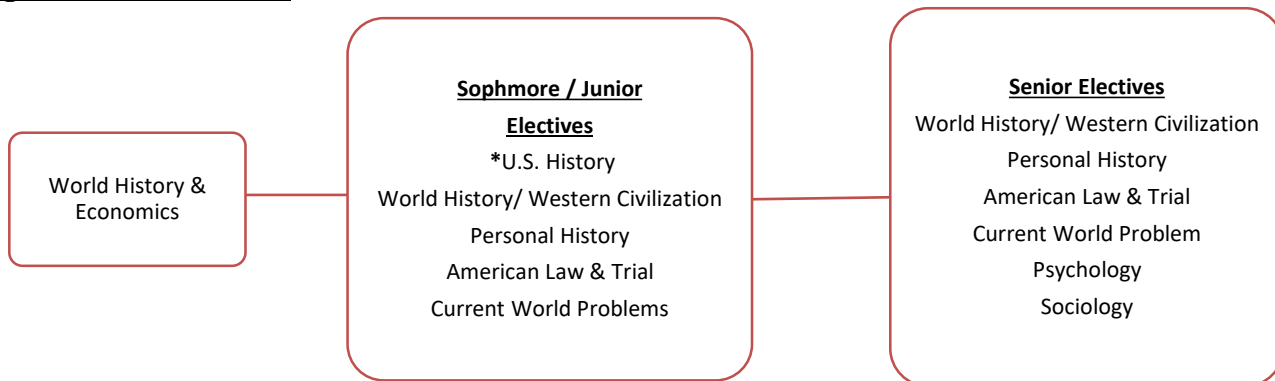 World History &
Economics
Sophmore / Junior
Electives
*U.S. History
World History/ Western Civilization
Personal History
American Law & Trial
Current World Problems
Senior Electives
World History/ Western Civilization
Personal History
American Law & Trial
Current World Problem
Psychology
Sociology